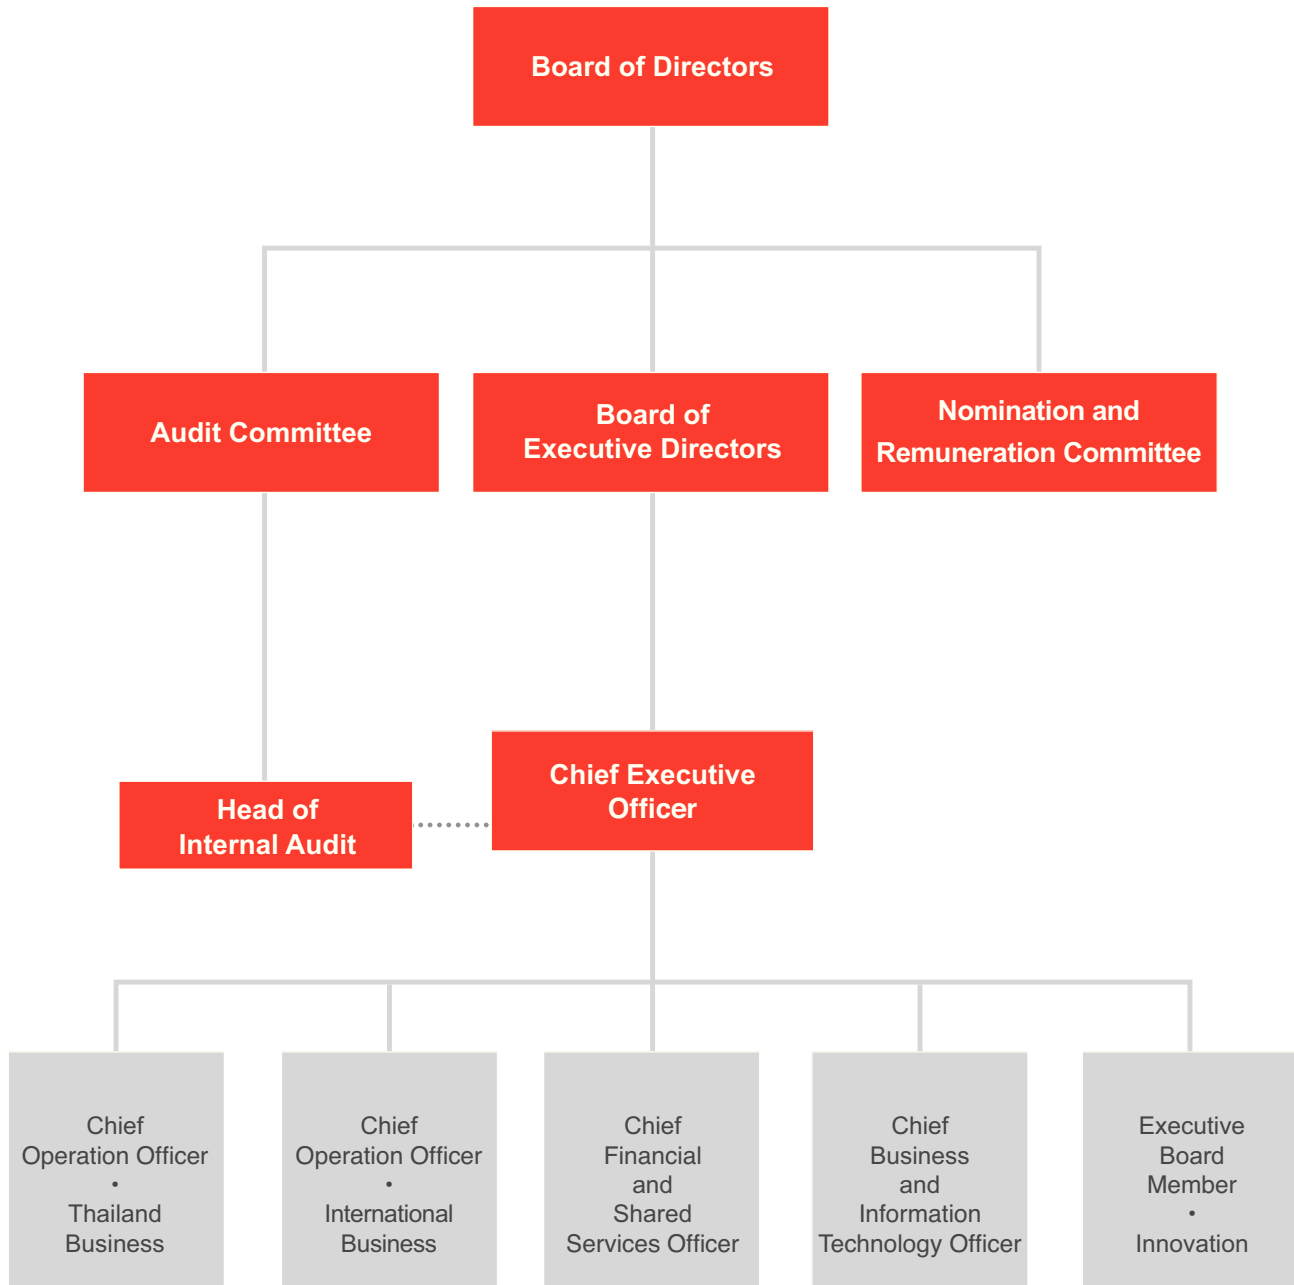 Board of Directors
Audit Committee
Board of
Executive Directors
Nomination and
Remuneration Committee
Chief Executive
Officer
Head of
Internal Audit
Chief
Operation Officer
•
Thailand
Business
Chief
Operation Officer
•
International
Business
Chief
Financial
and
Shared
Services Officer
Chief
Business
and
Information
Technology Officer
Executive
Board
Member
•
Innovation